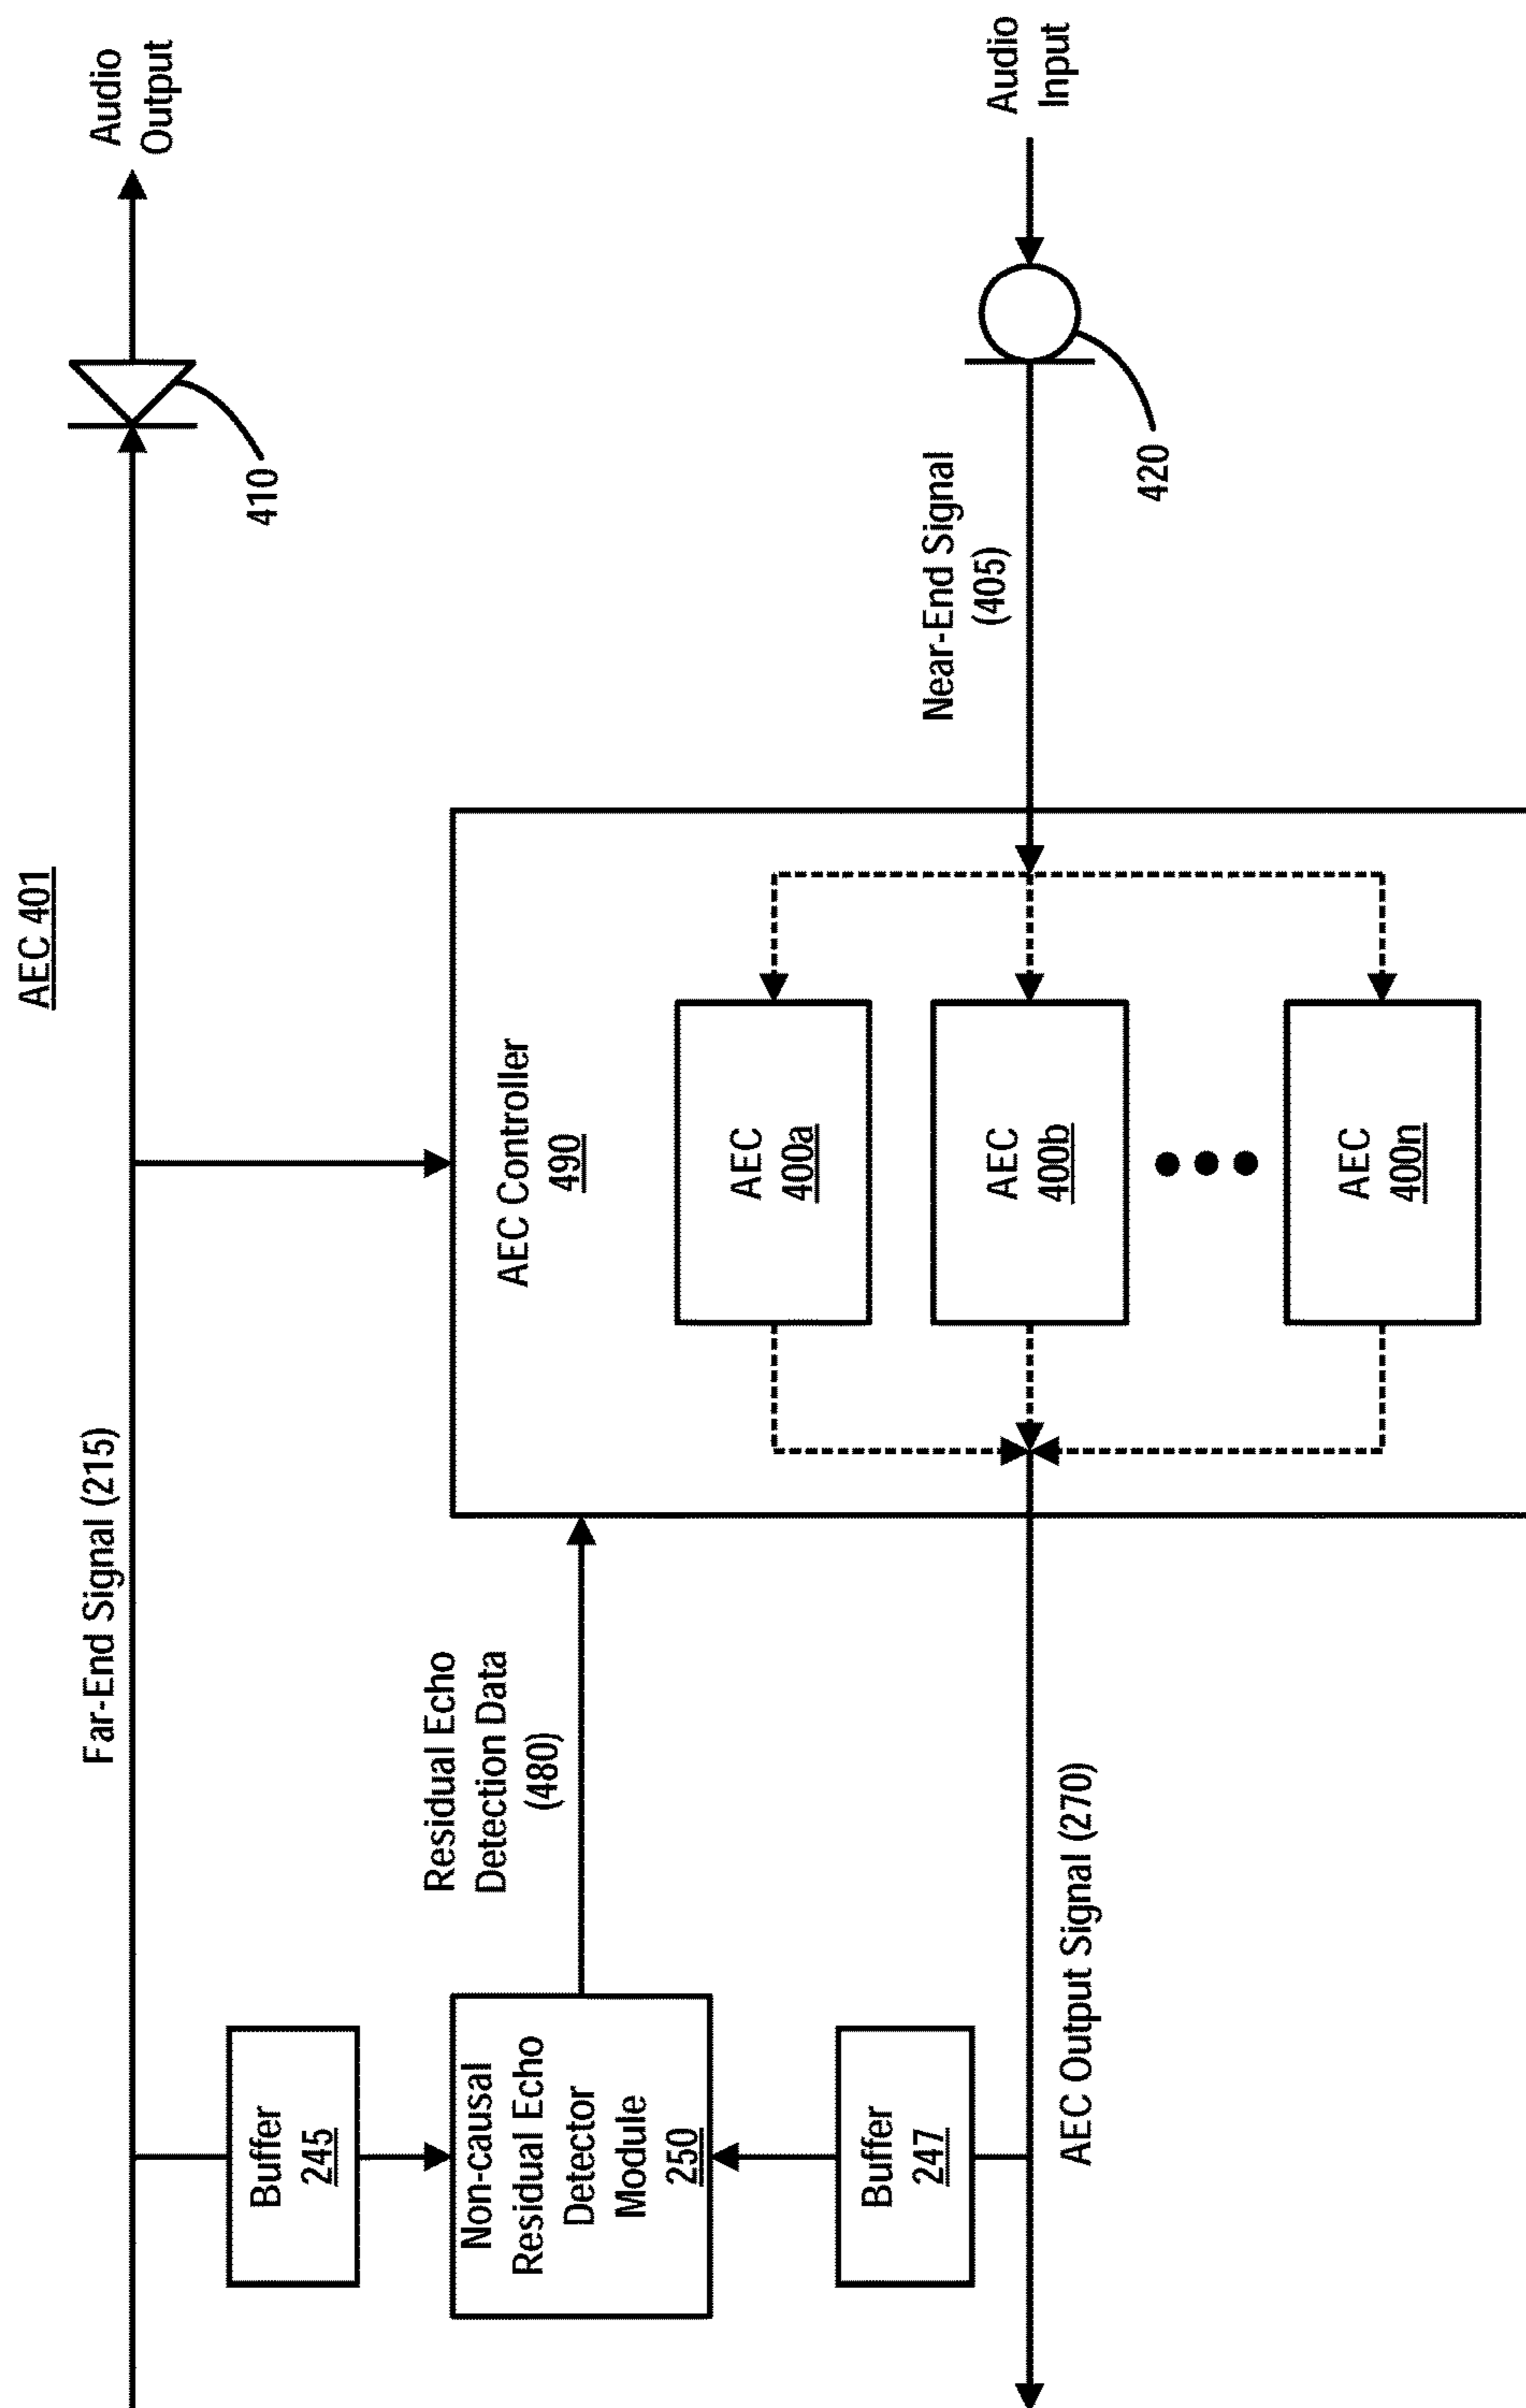 AEC 401
Far-End Signal (215)
Audio
Output
410
Buffer
245
Non-causal
Residual Echo
Detector
Module
250
Buffer
247
Residual Echo
Detection Data
(480)
AEC Controller
490
AEC
400a
AEC
400b
AEC
400n
Near-End Signal
(405)
Audio
Input
420
AEC Output Signal (270)